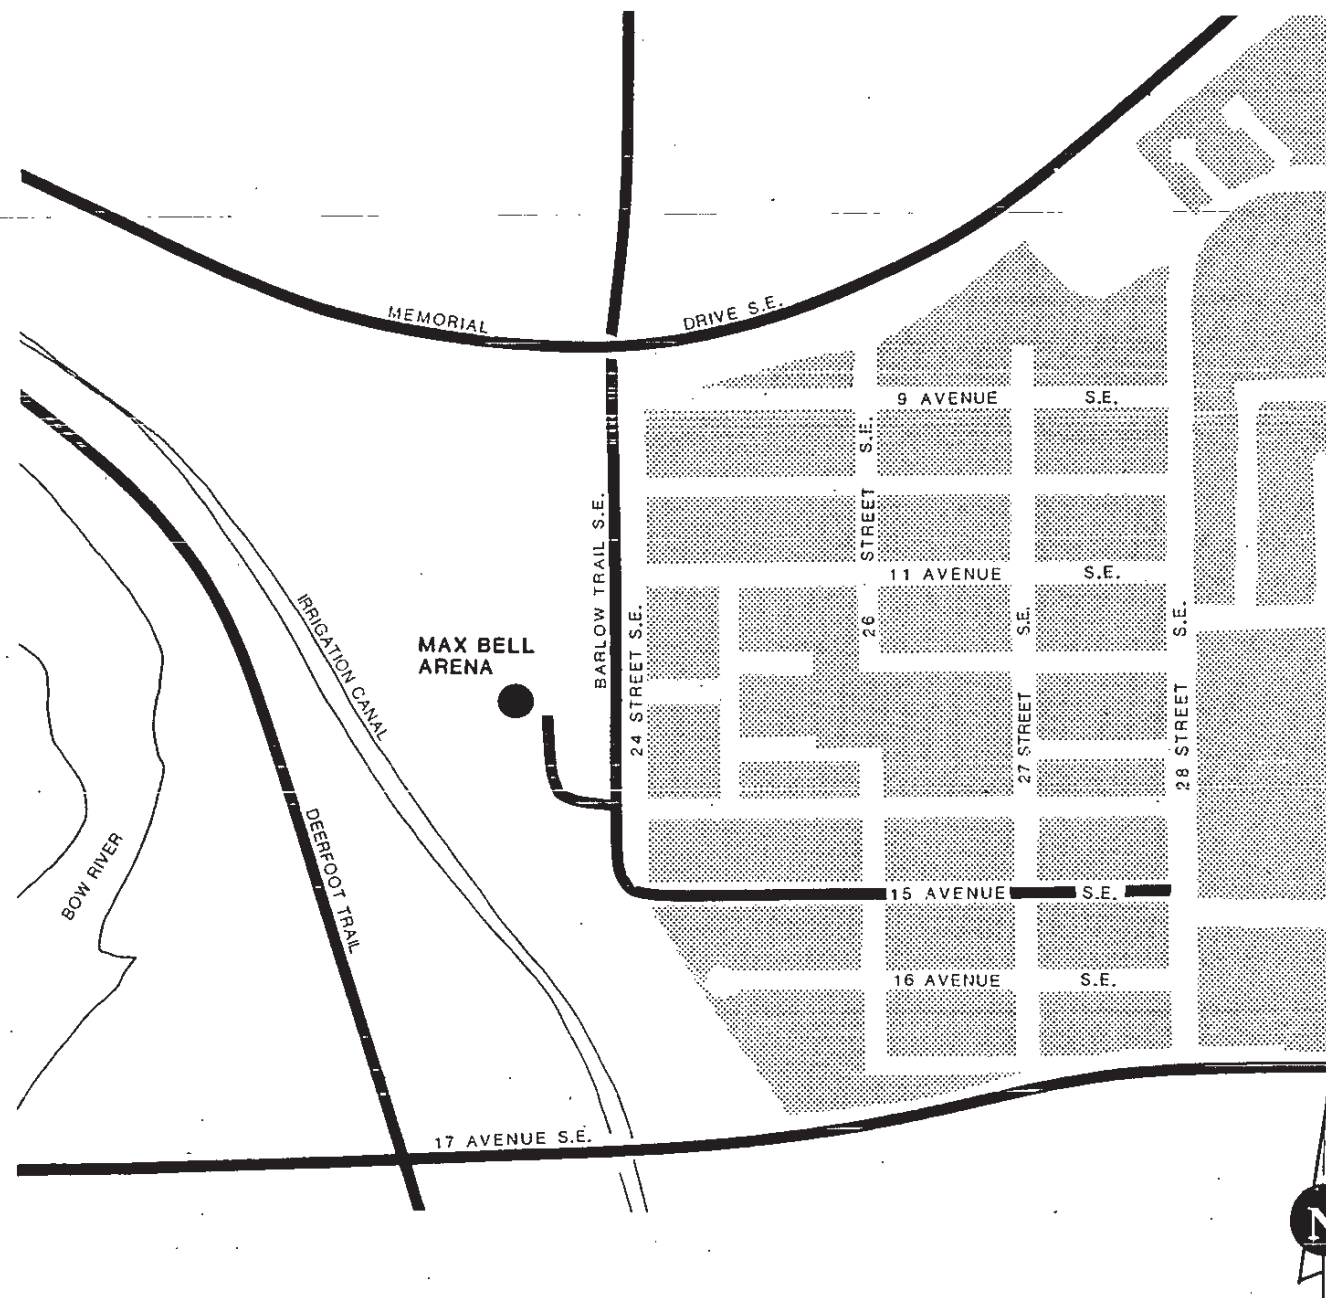 MEMORIAL
DRIVE S.E.
9 AVENUE S.E.
26 STREET S.E.
BARLOW TRAIL S.E.
11 AVENUE S.E.
IRRIGATION CANAL
MAX BELL
ARENA
24 STREET S.E.
27 STREET S.E.
28 STREET S.E.
DEERFOOT TRAIL
BOW RIVER
15 AVENUE S.E.
16 AVENUE S.E.
17 AVENUE S.E.
N